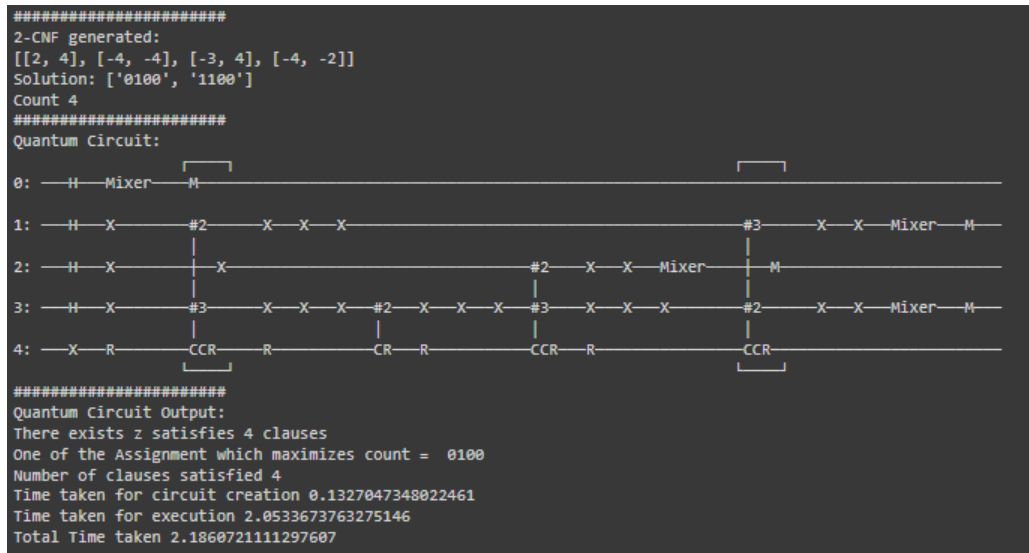 #######################
2-CNF generated:
[[2, 4], [-4, -4], [-3, 4], [-4, -2]]
Solution: ['0100', '1100']
Count 4
#######################
Quantum Circuit:
┌────┐ ┌────┐
0: ───H───Mixer────M─────────────────────────────
1: ───H───X────────#2──────X───X───X─────────────#3──────X───X───Mixer───M───
│ │
2: ───H───X────────┼──X─────────────#2────X───X───Mixer────┼──M───
│ │ │
3: ───H───X────────#3──────X───X───X───#2───X───X───X───#3────X───X───X────────#2──────X───X───Mixer───M───
│ │ │ │
4: ───X───R────────CCR─────R───────────CR───R───────────CCR───R────────────────CCR───
└────┘ └────┘
#######################
Quantum Circuit Output:
There exists z satisfies 4 clauses
One of the Assignment which maximizes count =  0100
Number of clauses satisfied 4
Time taken for circuit creation 0.1327047348022461
Time taken for execution 2.0533673763275146
Total Time taken 2.1860721111297607